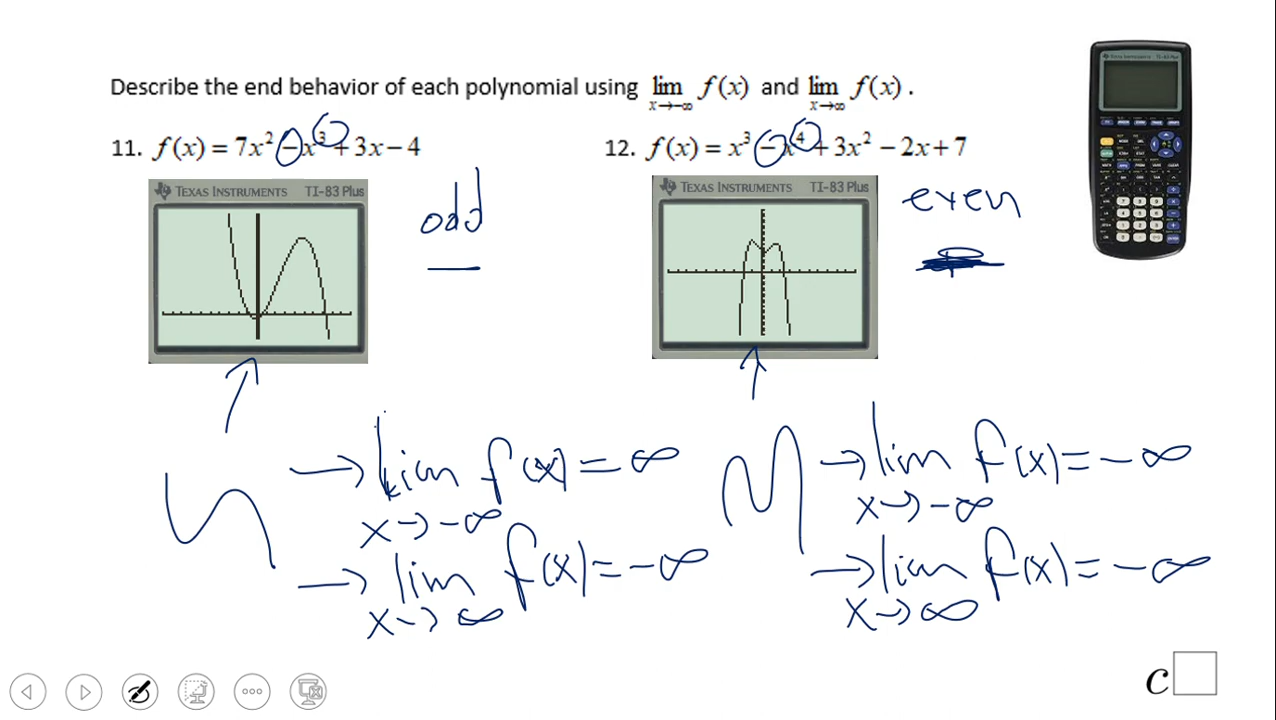 Describe the end behavior of each polynomial using lim x→−∞ f(x) and lim x→∞ f(x).
11. f(x) = 7x² − x³ + 3x − 4
12. f(x) = x³ − x⁴ + 3x² − 2x + 7
TEXAS INSTRUMENTS TI-83 Plus
odd
—
TEXAS INSTRUMENTS TI-83 Plus
even
→ lim f(x) = ∞
x → −∞
→ lim f(x) = −∞
x → ∞
→ lim f(x) = −∞
x → −∞
→ lim f(x) = −∞
x → ∞
c